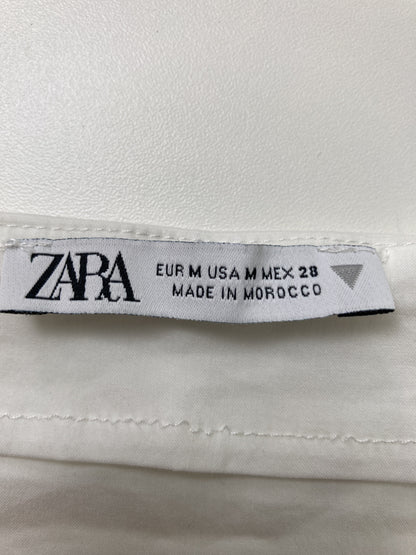 ZARA
EUR M USA M MEX 28
MADE IN MOROCCO